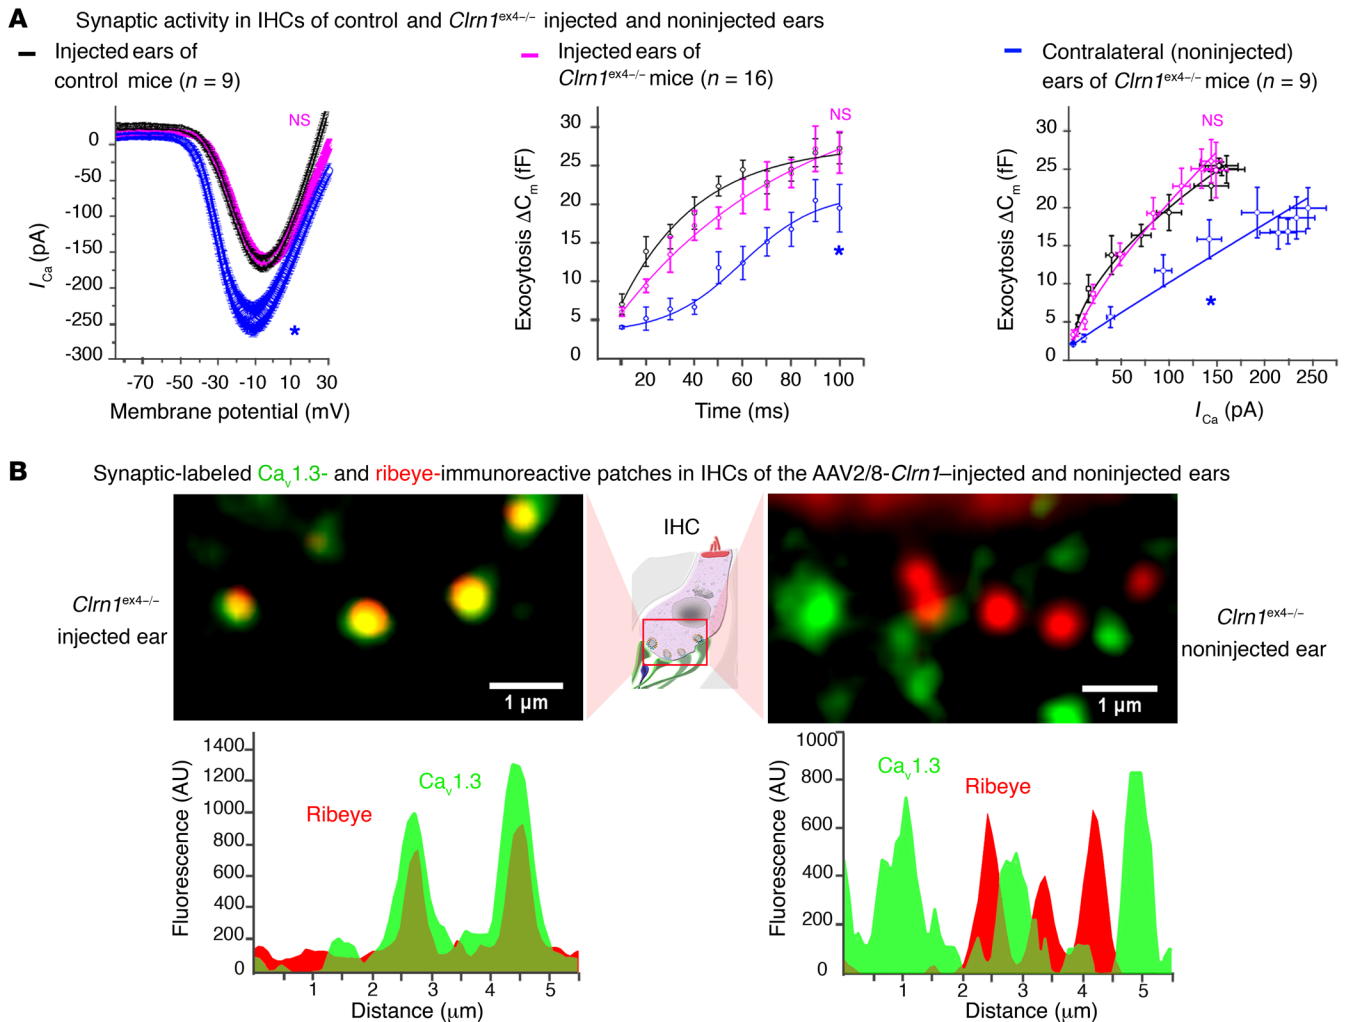 A Synaptic activity in IHCs of control and Clrn1ex4–/– injected and noninjected ears
Injected ears of
control mice (n = 9)
Injected ears of
Clrn1ex4–/– mice (n = 16)
Contralateral (noninjected)
ears of Clrn1ex4–/– mice (n = 9)
NS
0
-50
-100
-150
-200
-250
-300
ICa (pA)
*
-70 -50 -30 -10 10 30
Membrane potential (mV)
NS
30
25
20
15
10
5
0
Exocytosis ΔCm (fF)
*
20 40 60 80 100
Time (ms)
NS
30
25
20
15
10
5
0
Exocytosis ΔCm (fF)
*
50 100 150 200 250
ICa (pA)
B Synaptic-labeled Cav1.3- and ribeye-immunoreactive patches in IHCs of the AAV2/8-Clrn1–injected and noninjected ears
Clrn1ex4–/–
injected ear
1 µm
IHC
1 µm
Clrn1ex4–/–
noninjected ear
1400
1200
1000
800
600
400
200
0
Fluorescence (AU)
Cav1.3
Ribeye
1 2 3 4 5
Distance (µm)
1000
800
600
400
200
0
Fluorescence (AU)
Cav1.3
Ribeye
1 2 3 4 5
Distance (µm)